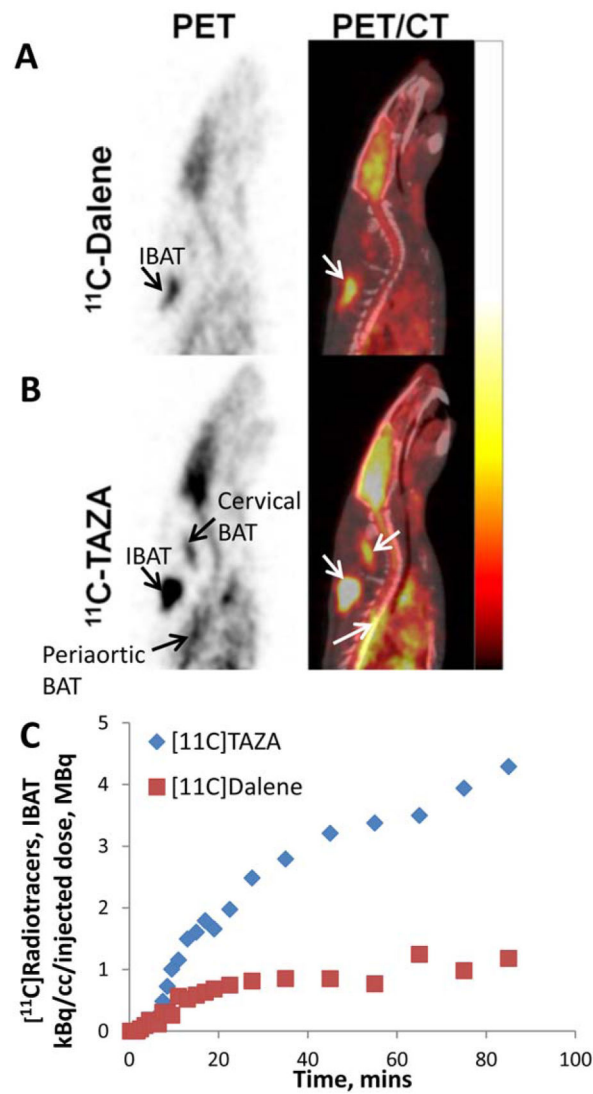 PET PET/CT
A
¹¹C-Dalene
IBAT
B
¹¹C-TAZA
Cervical
BAT
IBAT
Periaortic
BAT
C
[11C]TAZA
[11C]Dalene
[¹¹C]Radiotracers, IBAT
kBq/cc/injected dose, MBq
5
4
3
2
1
0
0 20 40 60 80 100
Time, mins